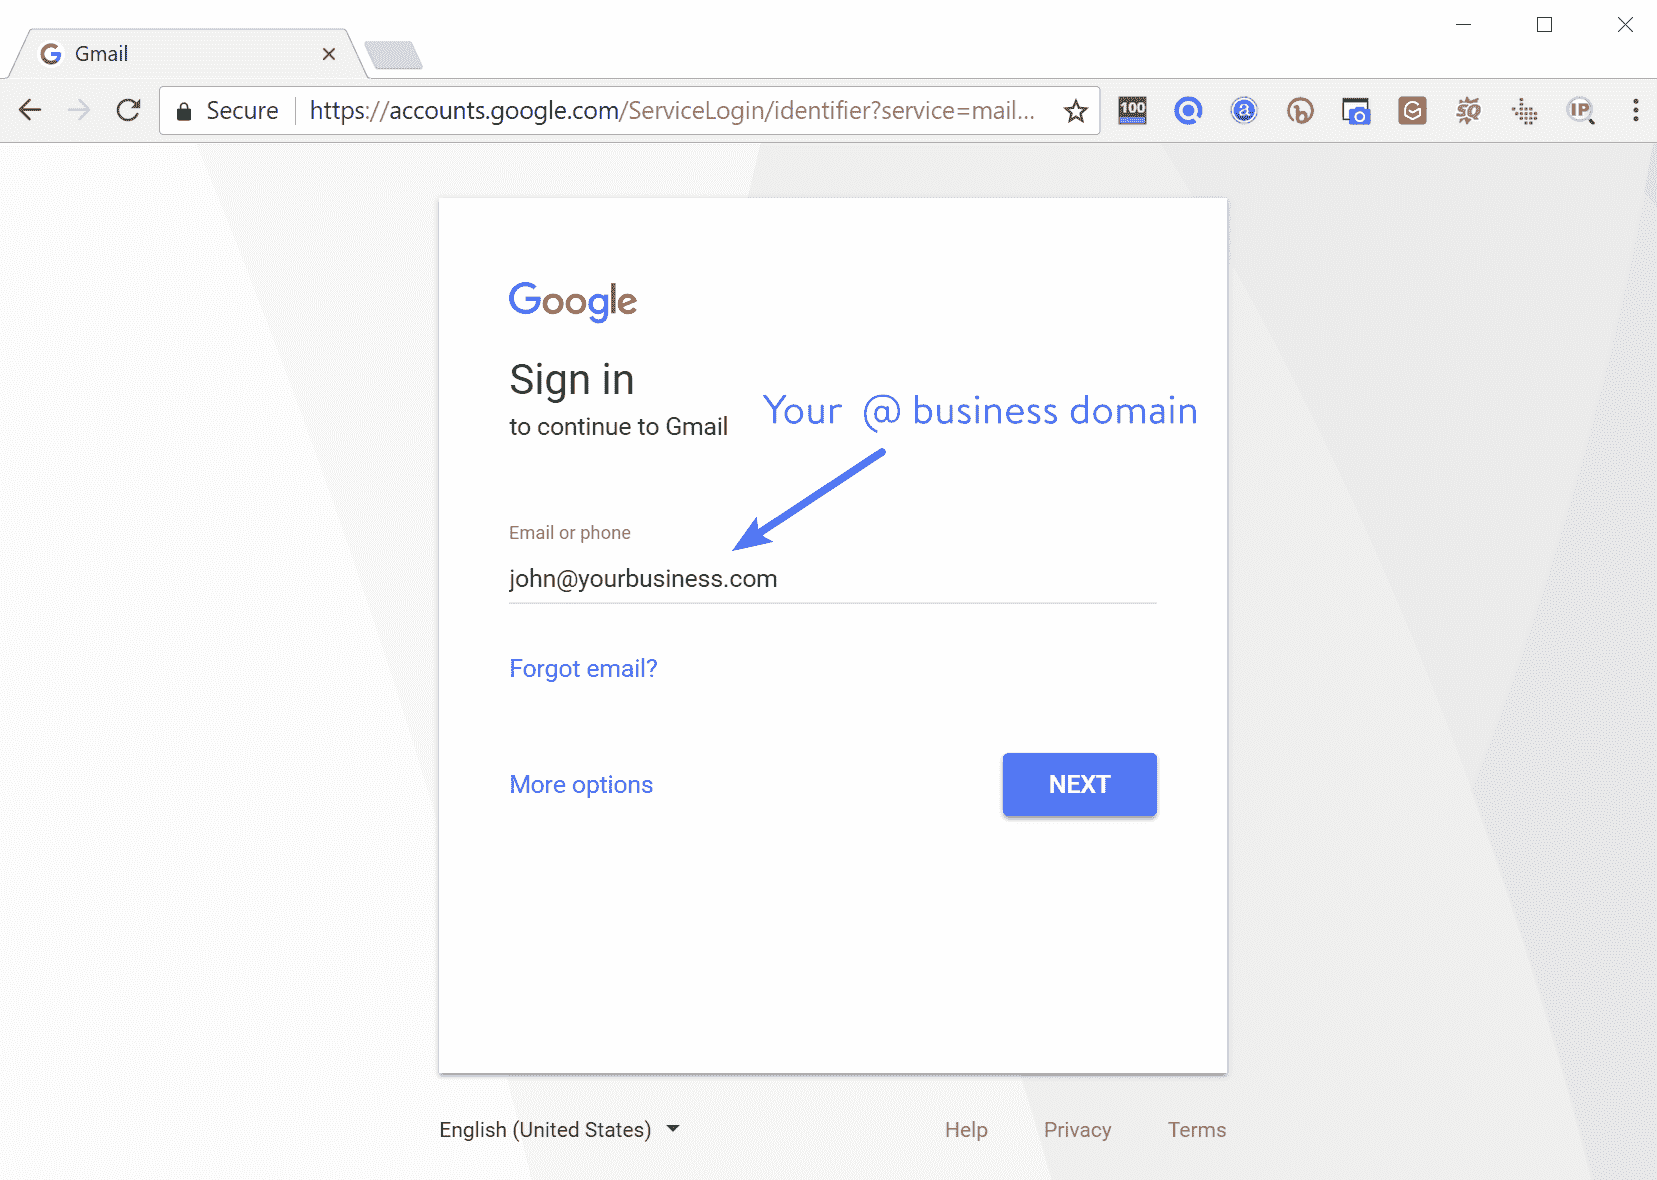 Gmail
Secure https://accounts.google.com/ServiceLogin/identifier?service=mail...
100 a b G SQ IP
Google
Sign in
to continue to Gmail
Your @ business domain
Email or phone
john@yourbusiness.com
Forgot email?
More options
NEXT
English (United States)
Help Privacy Terms